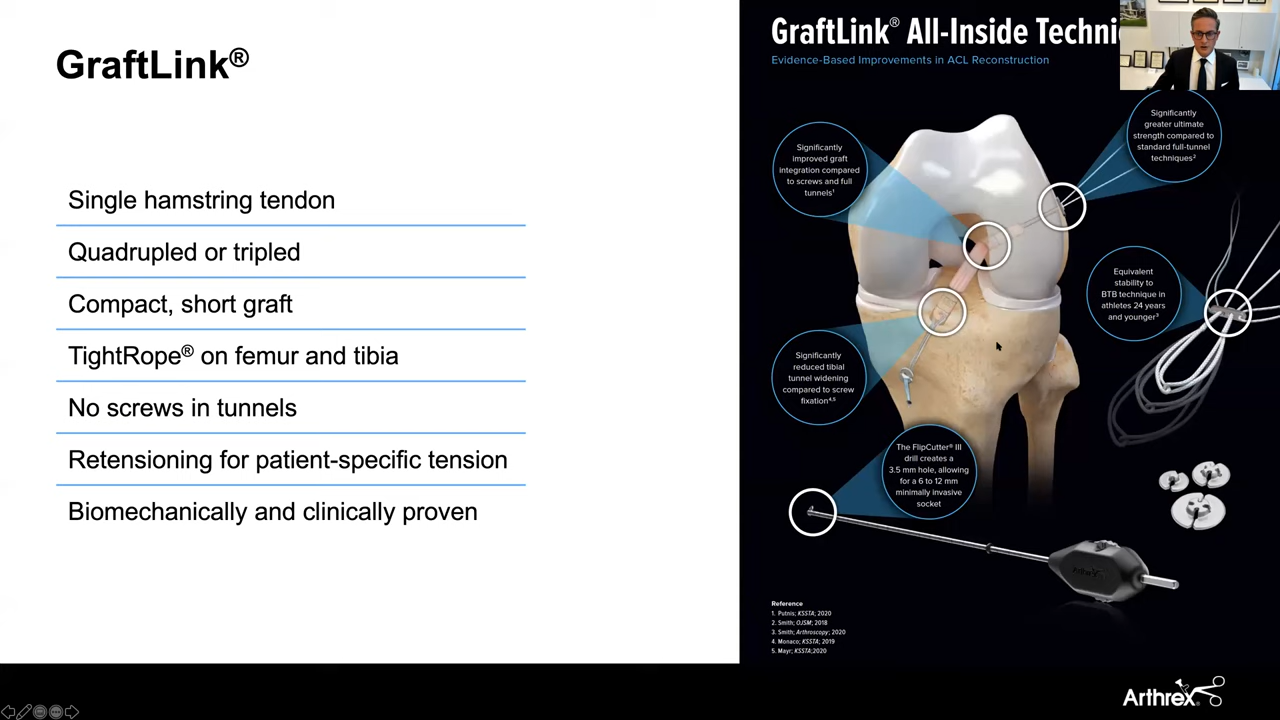 GraftLink®
Single hamstring tendon
Quadrupled or tripled
Compact, short graft
TightRope® on femur and tibia
No screws in tunnels
Retensioning for patient-specific tension
Biomechanically and clinically proven
GraftLink® All-Inside Techni
Evidence-Based Improvements in ACL Reconstruction
Significantly
improved graft
integration compared
to screws and full
tunnels¹
Significantly
greater ultimate
strength compared to
standard full-tunnel
techniques²
Equivalent
stability to
BTB technique in
athletes 24 years
and younger³
Significantly
reduced tibial
tunnel widening
compared to screw
fixation⁴,⁵
The FlipCutter® III
drill creates a
3.5 mm hole, allowing
for a 6 to 12 mm
minimally invasive
socket
Arthrex
Reference
1. Putnis; KSSTA; 2020
2. Smith; OJSM; 2018
3. Smith; Arthroscopy; 2020
4. Monaco; KSSTA; 2019
5. Mayr; KSSTA;2020
Arthrex®